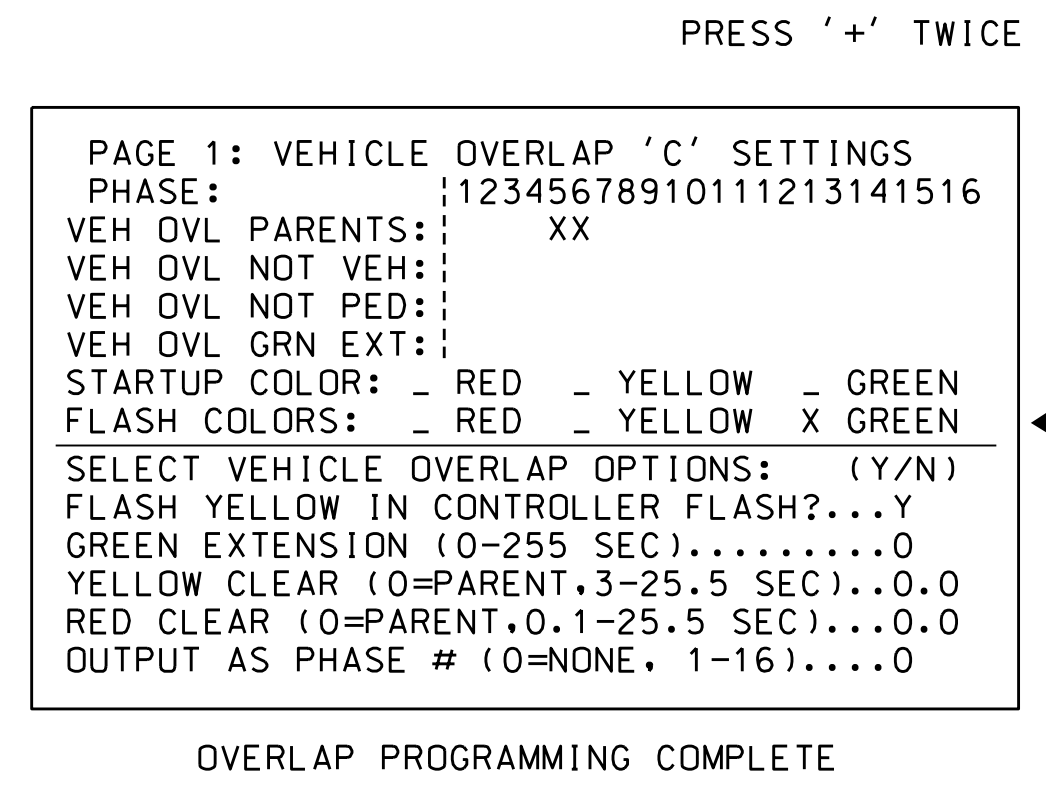 PRESS '+' TWICE
PAGE 1: VEHICLE OVERLAP 'C' SETTINGS
PHASE: ¦12345678910111213141516
VEH OVL PARENTS:¦ XX
VEH OVL NOT VEH:¦
VEH OVL NOT PED:¦
VEH OVL GRN EXT:¦
STARTUP COLOR: _ RED _ YELLOW _ GREEN
FLASH COLORS: _ RED _ YELLOW X GREEN
SELECT VEHICLE OVERLAP OPTIONS: (Y/N)
FLASH YELLOW IN CONTROLLER FLASH?...Y
GREEN EXTENSION (0-255 SEC).........0
YELLOW CLEAR (0=PARENT,3-25.5 SEC)..0.0
RED CLEAR (0=PARENT,0.1-25.5 SEC)...0.0
OUTPUT AS PHASE # (0=NONE, 1-16)....0
OVERLAP PROGRAMMING COMPLETE